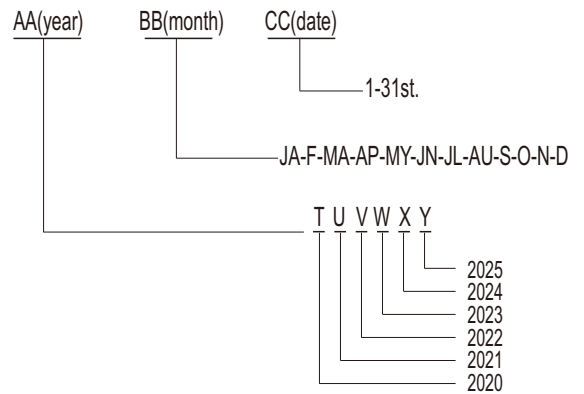 AA(year) BB(month) CC(date)
1-31st.
JA-F-MA-AP-MY-JN-JL-AU-S-O-N-D
T U V W X Y
2025
2024
2023
2022
2021
2020